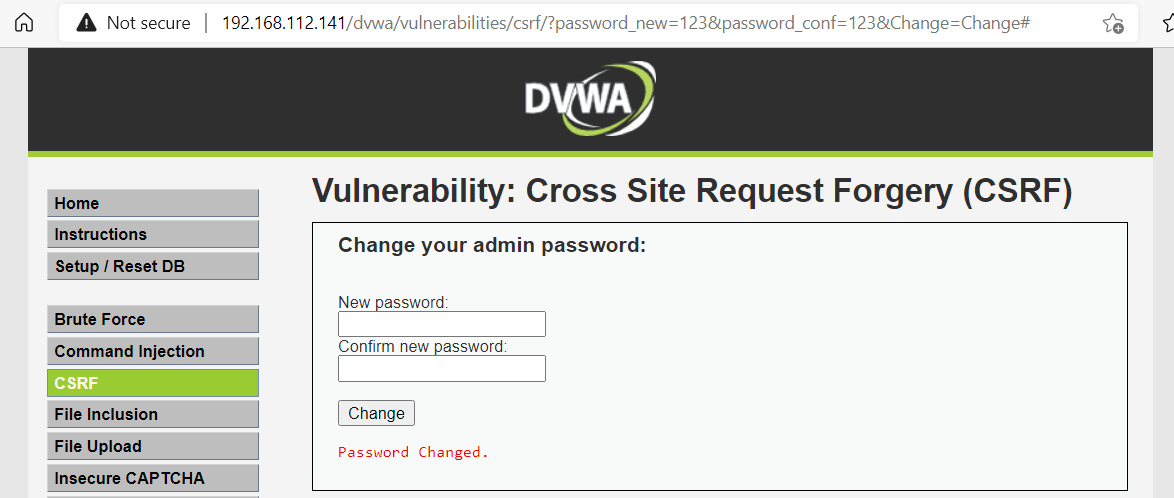 Not secure | 192.168.112.141/dvwa/vulnerabilities/csrf/?password_new=123&password_conf=123&Change=Change#
DVWA
Home
Instructions
Setup / Reset DB
Brute Force
Command Injection
CSRF
File Inclusion
File Upload
Insecure CAPTCHA
Vulnerability: Cross Site Request Forgery (CSRF)
Change your admin password:
New password:
Confirm new password:
Change
Password Changed.